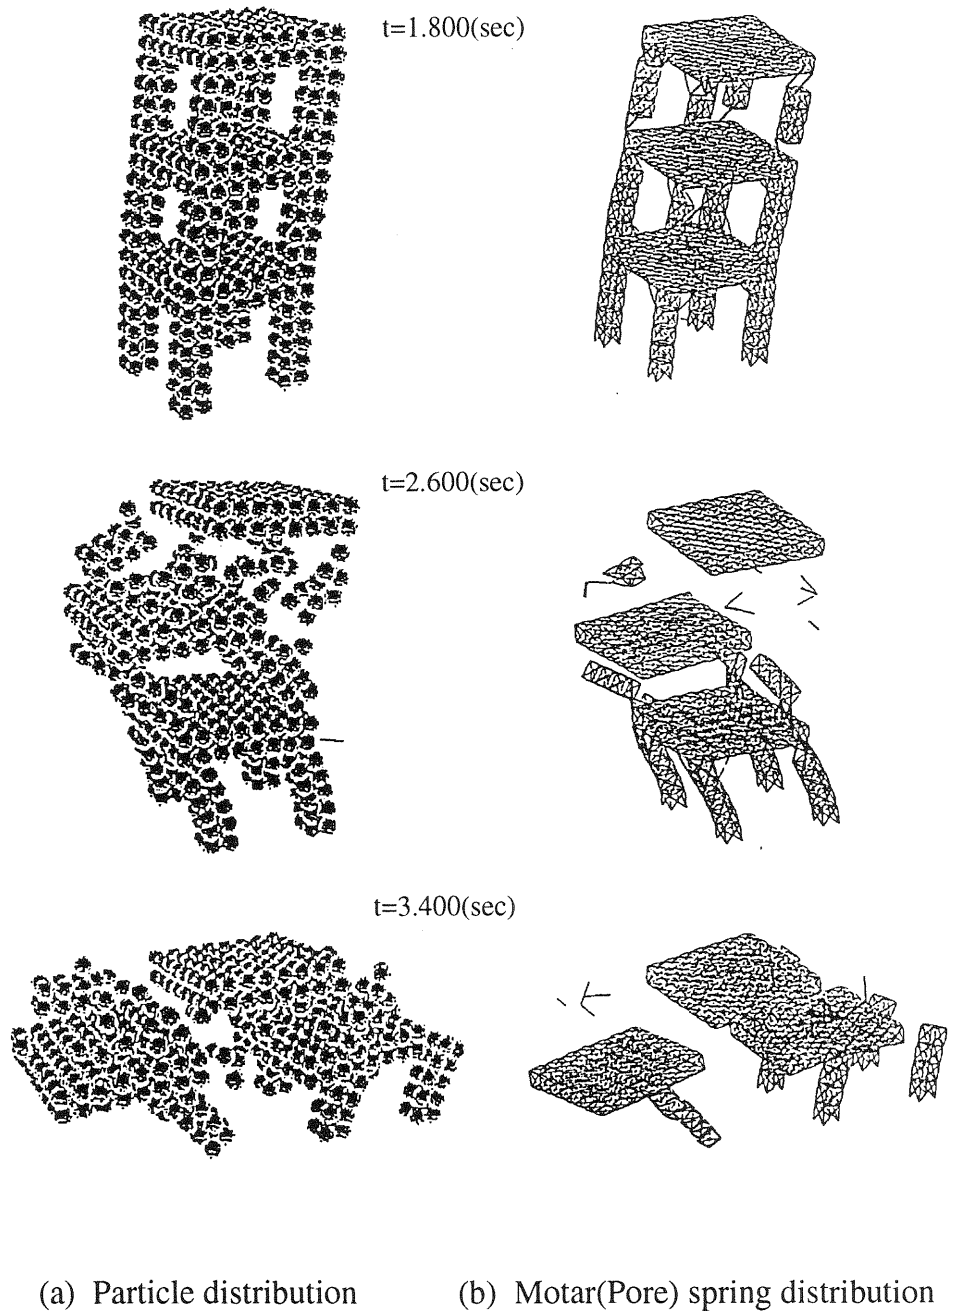 t=1.800(sec)
t=2.600(sec)
t=3.400(sec)
(a) Particle distribution
(b) Motar(Pore) spring distribution